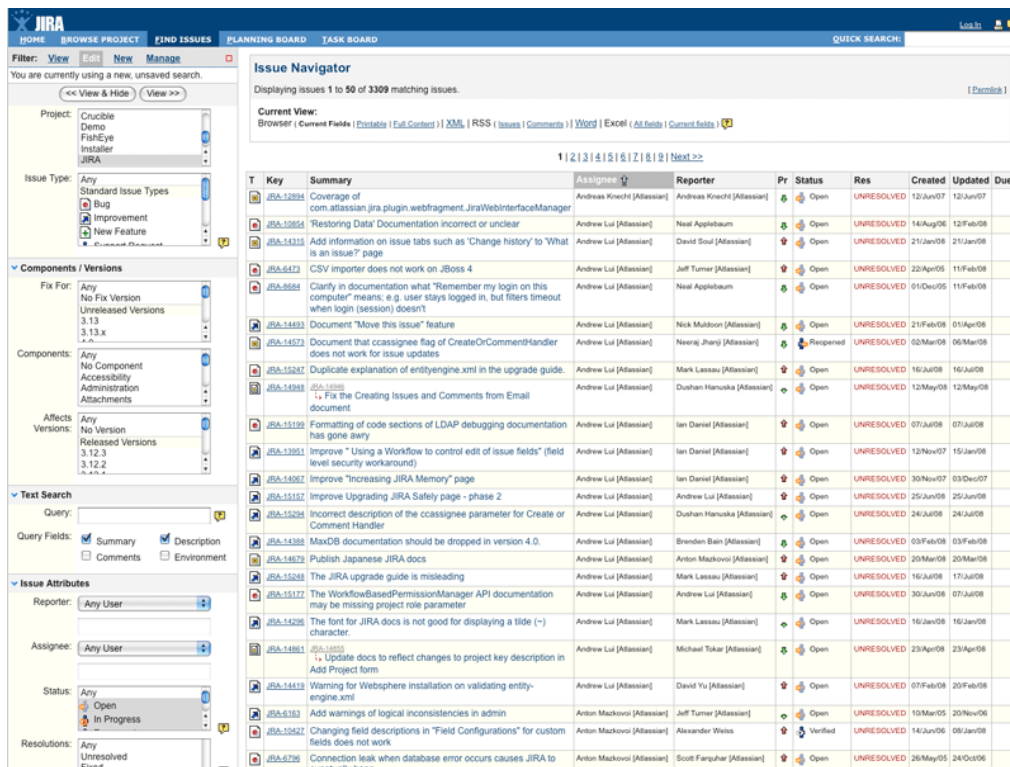 JIRA
Log In
HOME BROWSE PROJECT FIND ISSUES PLANNING BOARD TASK BOARD QUICK SEARCH:
Filter: View Edit New Manage
You are currently using a new, unsaved search.
<< View & Hide View >>
Project:
Crucible
Demo
FishEye
Installer
JIRA
Issue Type:
Any
Standard Issue Types
Bug
Improvement
New Feature
Support Request
Components / Versions
Fix For:
Any
No Fix Version
Unreleased Versions
3.13
3.13.x
Components:
Any
No Component
Accessibility
Administration
Attachments
Affects Versions:
Any
No Version
Released Versions
3.12.3
3.12.2
Text Search
Query:
Query Fields: Summary Description
Comments Environment
Issue Attributes
Reporter: Any User
Assignee: Any User
Status:
Any
Open
In Progress
Resolutions:
Any
Unresolved
Fixed
Issue Navigator
Displaying issues 1 to 50 of 3309 matching issues.
[ Permlink ]
Current View:
Browser ( Current Fields | Printable | Full Content ) | XML | RSS ( Issues | Comments ) | Word | Excel ( All fields | Current fields )
1 | 2 | 3 | 4 | 5 | 6 | 7 | 8 | 9 | Next >>
T Key Summary Assignee Reporter Pr Status Res Created Updated Due
JRA-12894 Coverage of com.atlassian.jira.plugin.webfragment.JiraWebInterfaceManager Andreas Knecht [Atlassian] Andreas Knecht [Atlassian] Open UNRESOLVED 12/Jun/07 12/Jun/07
JRA-10854 'Restoring Data' Documentation incorrect or unclear Andrew Lui [Atlassian] Neal Applebaum Open UNRESOLVED 14/Aug/06 12/Feb/08
JRA-14315 Add information on issue tabs such as 'Change history' to 'What is an issue?' page Andrew Lui [Atlassian] David Soul [Atlassian] Open UNRESOLVED 21/Jan/08 21/Jan/08
JRA-6473 CSV importer does not work on JBoss 4 Andrew Lui [Atlassian] Jeff Turner [Atlassian] Open UNRESOLVED 22/Apr/05 11/Feb/08
JRA-8684 Clarify in documentation what "Remember my login on this computer" means; e.g. user stays logged in, but filters timeout when login (session) doesn't Andrew Lui [Atlassian] Neal Applebaum Open UNRESOLVED 01/Dec/05 11/Feb/08
JRA-14493 Document "Move this issue" feature Andrew Lui [Atlassian] Nick Muldoon [Atlassian] Open UNRESOLVED 21/Feb/08 01/Apr/08
JRA-14573 Document that ccassignee flag of CreateOrCommentHandler does not work for issue updates Andrew Lui [Atlassian] Neeraj Jhanji [Atlassian] Reopened UNRESOLVED 02/Mar/08 06/Mar/08
JRA-15247 Duplicate explanation of entityengine.xml in the upgrade guide. Andrew Lui [Atlassian] Mark Lassau [Atlassian] Open UNRESOLVED 16/Jul/08 16/Jul/08
JRA-14948 JRA-14946 Fix the Creating Issues and Comments from Email document Andrew Lui [Atlassian] Dushan Hanuska [Atlassian] Open UNRESOLVED 12/May/08 12/May/08
JRA-15199 Formatting of code sections of LDAP debugging documentation has gone awry Andrew Lui [Atlassian] Ian Daniel [Atlassian] Open UNRESOLVED 07/Jul/08 07/Jul/08
JRA-13951 Improve " Using a Workflow to control edit of issue fields" (field level security workaround) Andrew Lui [Atlassian] Ian Daniel [Atlassian] Open UNRESOLVED 12/Nov/07 15/Jan/08
JRA-14067 Improve "Increasing JIRA Memory" page Andrew Lui [Atlassian] Ian Daniel [Atlassian] Open UNRESOLVED 30/Nov/07 03/Dec/07
JRA-15157 Improve Upgrading JIRA Safely page - phase 2 Andrew Lui [Atlassian] Andrew Lui [Atlassian] Open UNRESOLVED 25/Jun/08 25/Jun/08
JRA-15294 Incorrect description of the ccassignee parameter for Create or Comment Handler Andrew Lui [Atlassian] Dushan Hanuska [Atlassian] Open UNRESOLVED 24/Jul/08 24/Jul/08
JRA-14388 MaxDB documentation should be dropped in version 4.0. Andrew Lui [Atlassian] Brenden Bain [Atlassian] Open UNRESOLVED 03/Feb/08 03/Feb/08
JRA-14679 Publish Japanese JIRA docs Andrew Lui [Atlassian] Anton Mazkovoi [Atlassian] Open UNRESOLVED 20/Mar/08 20/Mar/08
JRA-15248 The JIRA upgrade guide is misleading Andrew Lui [Atlassian] Mark Lassau [Atlassian] Open UNRESOLVED 16/Jul/08 17/Jul/08
JRA-15177 The WorkflowBasedPermissionManager API documentation may be missing project role parameter Andrew Lui [Atlassian] Andrew Lui [Atlassian] Open UNRESOLVED 30/Jun/08 07/Jul/08
JRA-14296 The font for JIRA docs is not good for displaying a tilde (~) character. Andrew Lui [Atlassian] Mark Lassau [Atlassian] Open UNRESOLVED 16/Jan/08 16/Jan/08
JRA-14861 JRA-14855 Update docs to reflect changes to project key description in Add Project form Andrew Lui [Atlassian] Michael Tokar [Atlassian] Open UNRESOLVED 23/Apr/08 23/Apr/08
JRA-14419 Warning for Websphere installation on validating entity-engine.xml Andrew Lui [Atlassian] David Yu [Atlassian] Open UNRESOLVED 07/Feb/08 20/Feb/08
JRA-6163 Add warnings of logical inconsistencies in admin Anton Mazkovoi [Atlassian] Jeff Turner [Atlassian] Open UNRESOLVED 10/Mar/05 20/Nov/06
JRA-10427 Changing field descriptions in "Field Configurations" for custom fields does not work Anton Mazkovoi [Atlassian] Alexander Weiss Verified UNRESOLVED 14/Jun/06 08/Jan/08
JRA-6796 Connection leak when database error occurs causes JIRA to Anton Mazkovoi [Atlassian] Scott Farquhar [Atlassian] Open UNRESOLVED 26/May/05 24/Oct/06